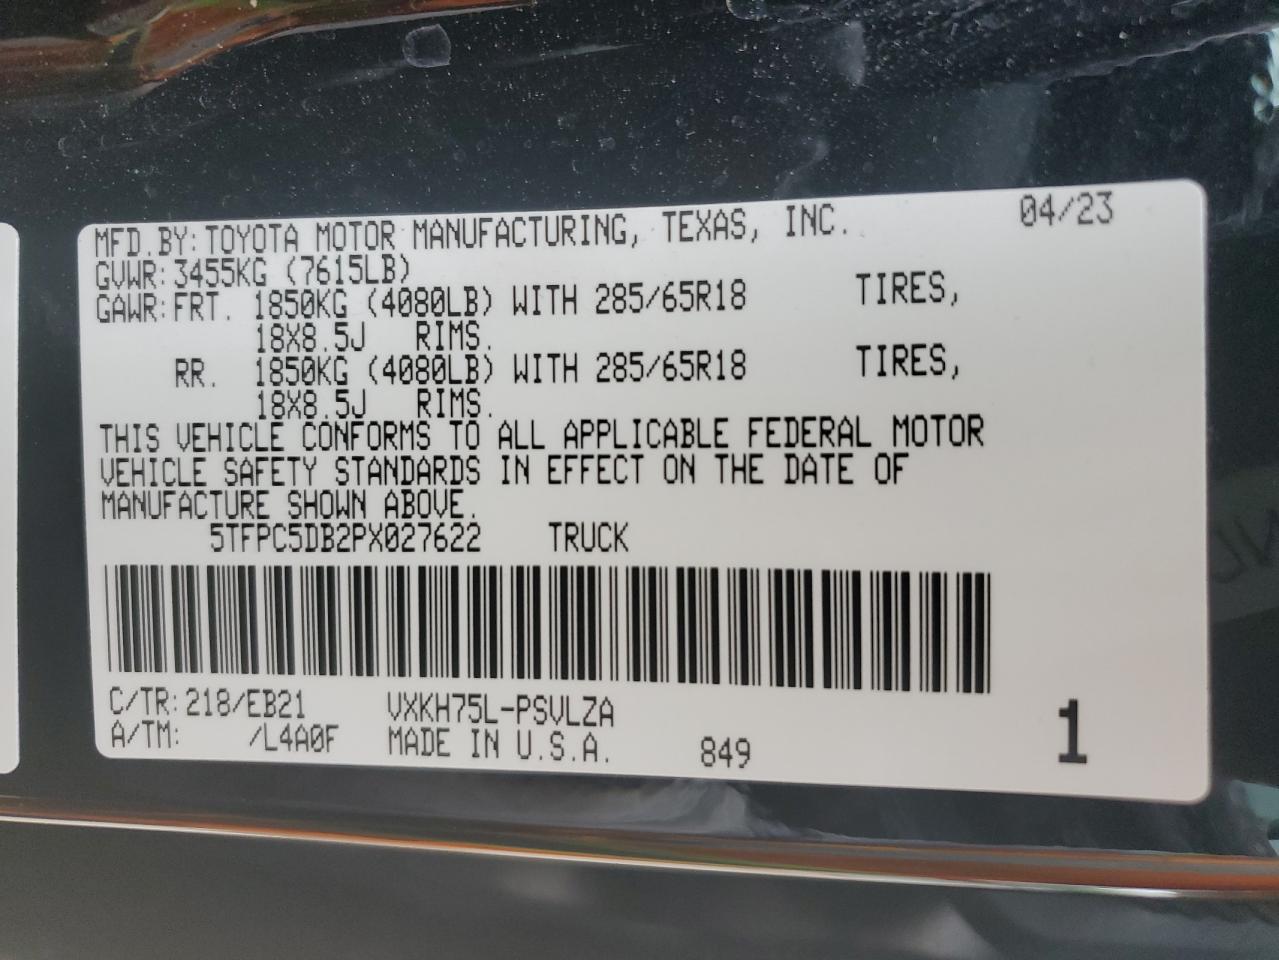 MFD.BY: TOYOTA MOTOR MANUFACTURING, TEXAS, INC. 04/23
GVWR: 3455KG (7615LB)
GAWR: FRT. 1850KG (4080LB) WITH 285/65R18 TIRES,
18X8.5J RIMS.
RR. 1850KG (4080LB) WITH 285/65R18 TIRES,
18X8.5J RIMS.
THIS VEHICLE CONFORMS TO ALL APPLICABLE FEDERAL MOTOR
VEHICLE SAFETY STANDARDS IN EFFECT ON THE DATE OF
MANUFACTURE SHOWN ABOVE.
5TFPC5DB2PX027622 TRUCK
C/TR: 218/EB21 VXKH75L-PSVLZA
A/TM: /L4A0F MADE IN U.S.A. 849 1